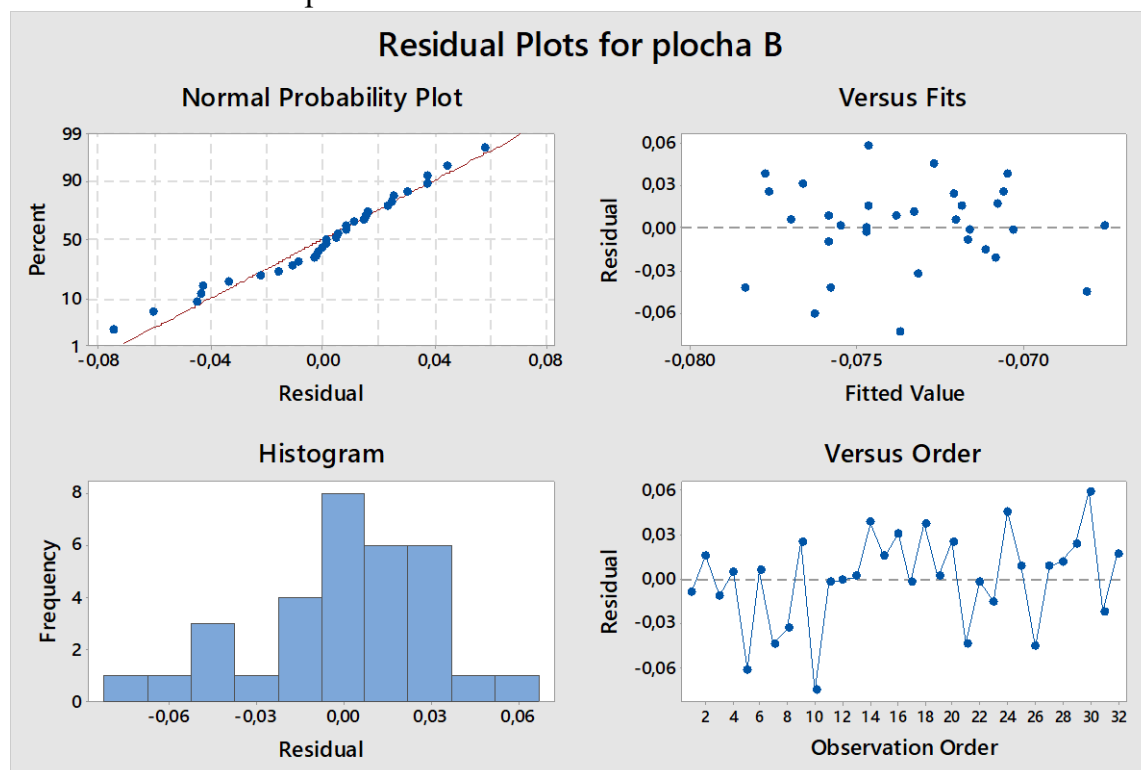 Residual Plots for plocha B
Normal Probability Plot
99
90
50
10
1
Percent
-0,08 -0,04 0,00 0,04 0,08
Residual
Versus Fits
0,06
0,03
0,00
-0,03
-0,06
Residual
-0,080 -0,075 -0,070
Fitted Value
Histogram
8
6
4
2
0
Frequency
-0,06 -0,03 0,00 0,03 0,06
Residual
Versus Order
0,06
0,03
0,00
-0,03
-0,06
Residual
2 4 6 8 10 12 14 16 18 20 22 24 26 28 30 32
Observation Order